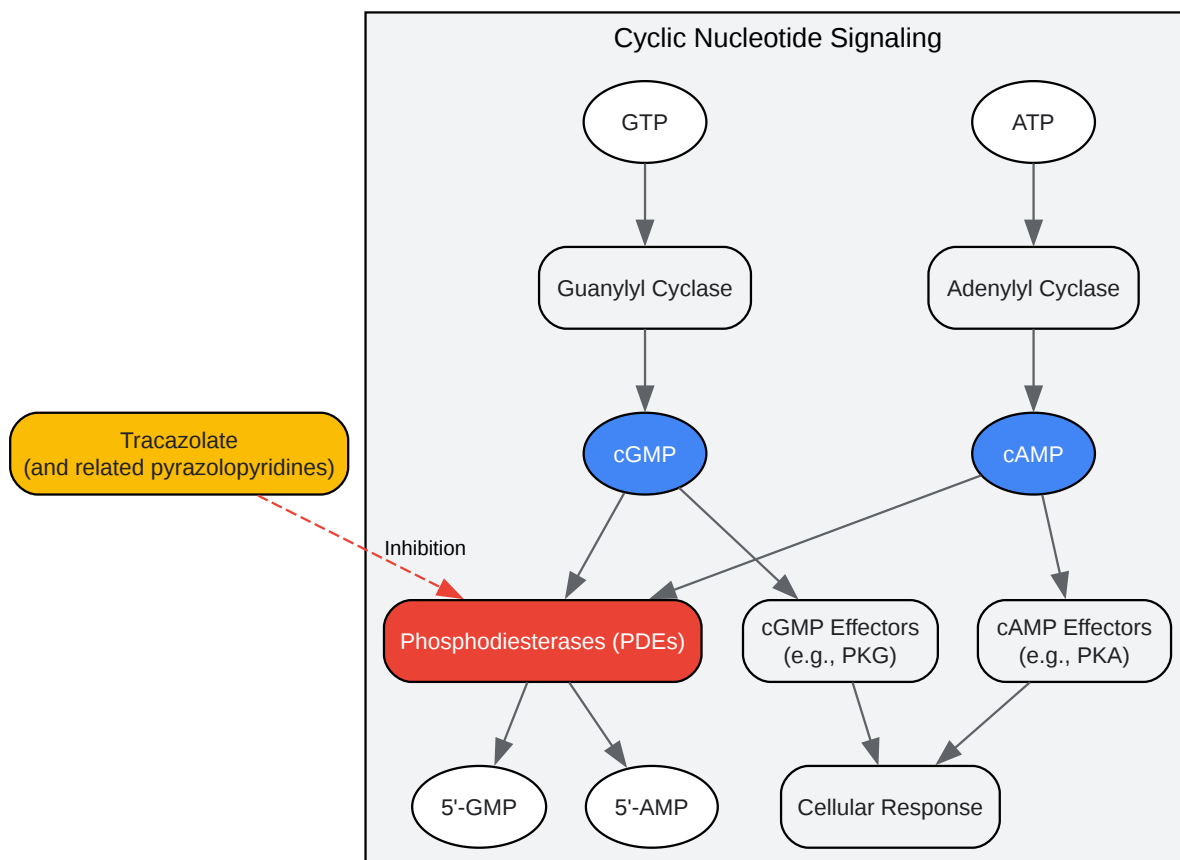 Cyclic Nucleotide Signaling
GTP
ATP
Guanylyl Cyclase
Adenylyl Cyclase
Tracazolate
(and related pyrazolopyridines)
cGMP
cAMP
Inhibition
Phosphodiesterases (PDEs)
cGMP Effectors
(e.g., PKG)
cAMP Effectors
(e.g., PKA)
5'-GMP
5'-AMP
Cellular Response